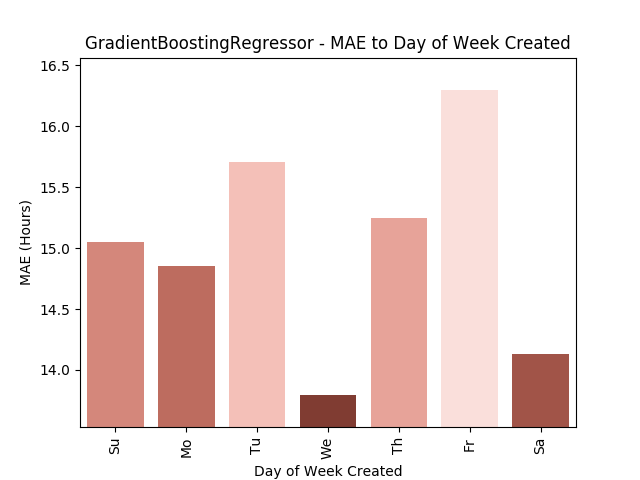 GradientBoostingRegressor - MAE to Day of Week Created
16.5
16.0
15.5
15.0
14.5
14.0
MAE (Hours)
Su Mo Tu We Th Fr Sa
Day of Week Created